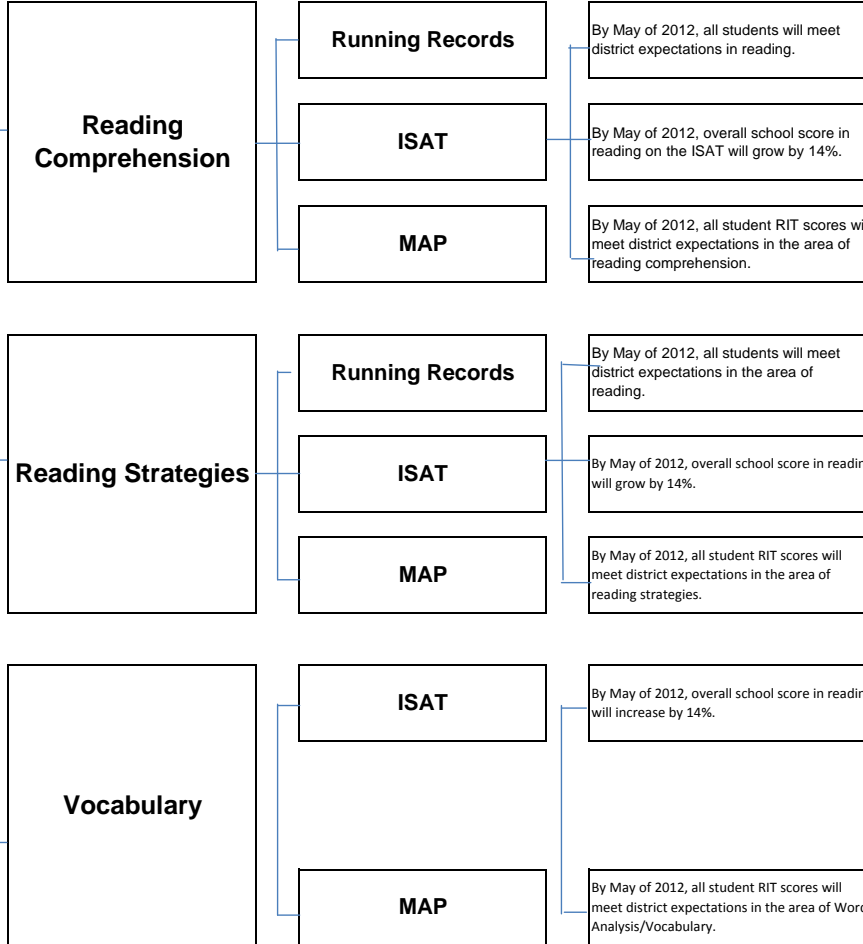 Reading
Comprehension
Running Records
By May of 2012, all students will meet
district expectations in reading.
ISAT
By May of 2012, overall school score in
reading on the ISAT will grow by 14%.
MAP
By May of 2012, all student RIT scores
meet district expectations in the area of
reading comprehension.
Reading Strategies
Running Records
By May of 2012, all students will meet
district expectations in the area of
reading.
ISAT
By May of 2012, overall school score in
will grow by 14%.
MAP
By May of 2012, all student RIT scores will
meet district expectations in the area of
reading strategies.
Vocabulary
ISAT
By May of 2012, overall school score in
will increase by 14%.
MAP
By May of 2012, all student RIT scores will
meet district expectations in the area of
Analysis/Vocabulary.